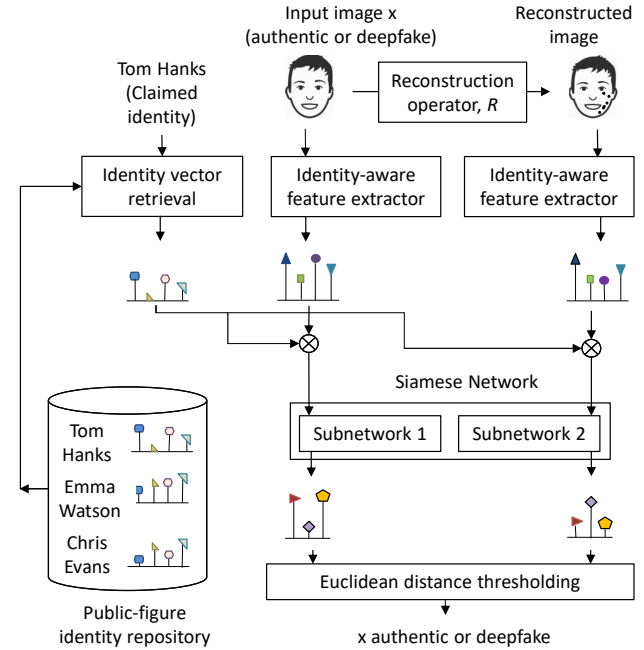 Input image x
(authentic or deepfake)
Reconstructed
image
Tom Hanks
(Claimed
identity)
Reconstruction
operator, R
Identity vector
retrieval
Identity-aware
feature extractor
Identity-aware
feature extractor
Siamese Network
Subnetwork 1
Subnetwork 2
Tom
Hanks
Emma
Watson
Chris
Evans
Euclidean distance thresholding
Public-figure
identity repository
x authentic or deepfake